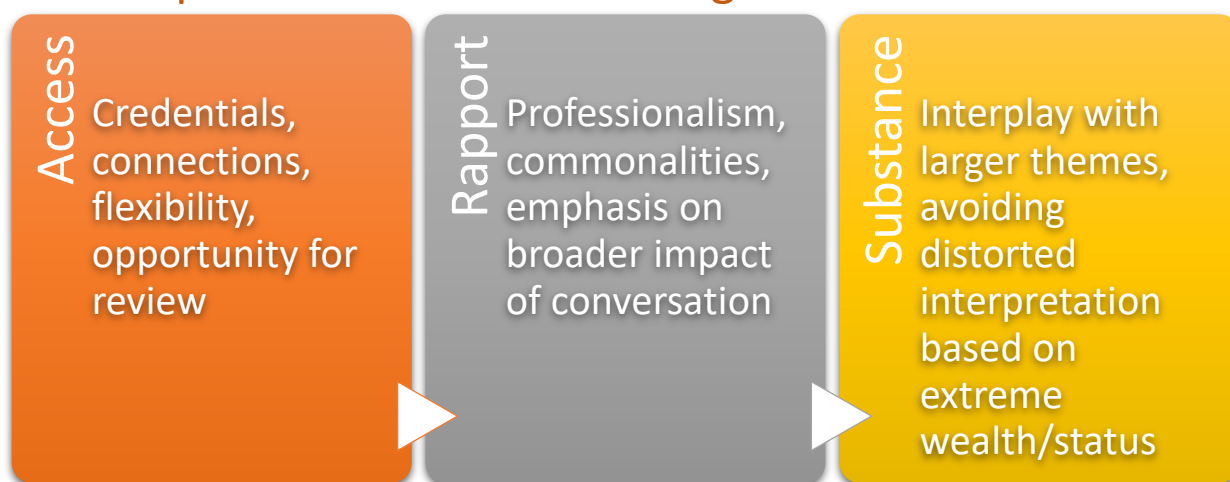 Access
Credentials,
connections,
flexibility,
opportunity for
review
Rapport
Professionalism,
commonalities,
emphasis on
broader impact
of conversation
Substance
Interplay with
larger themes,
avoiding
distorted
interpretation
based on
extreme
wealth/status